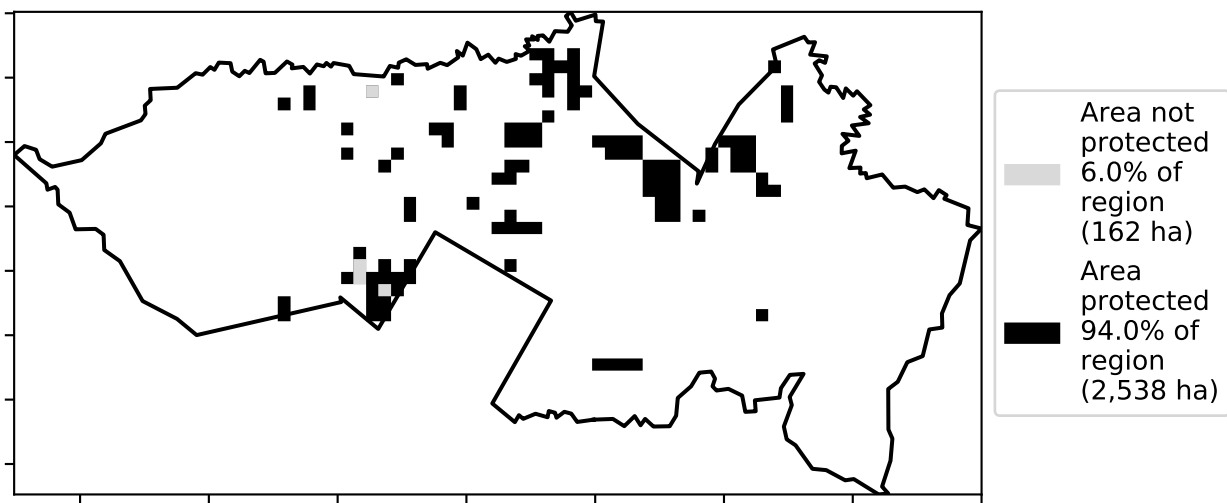 Area not
protected
6.0% of
region
(162 ha)
Area
protected
94.0% of
region
(2,538 ha)